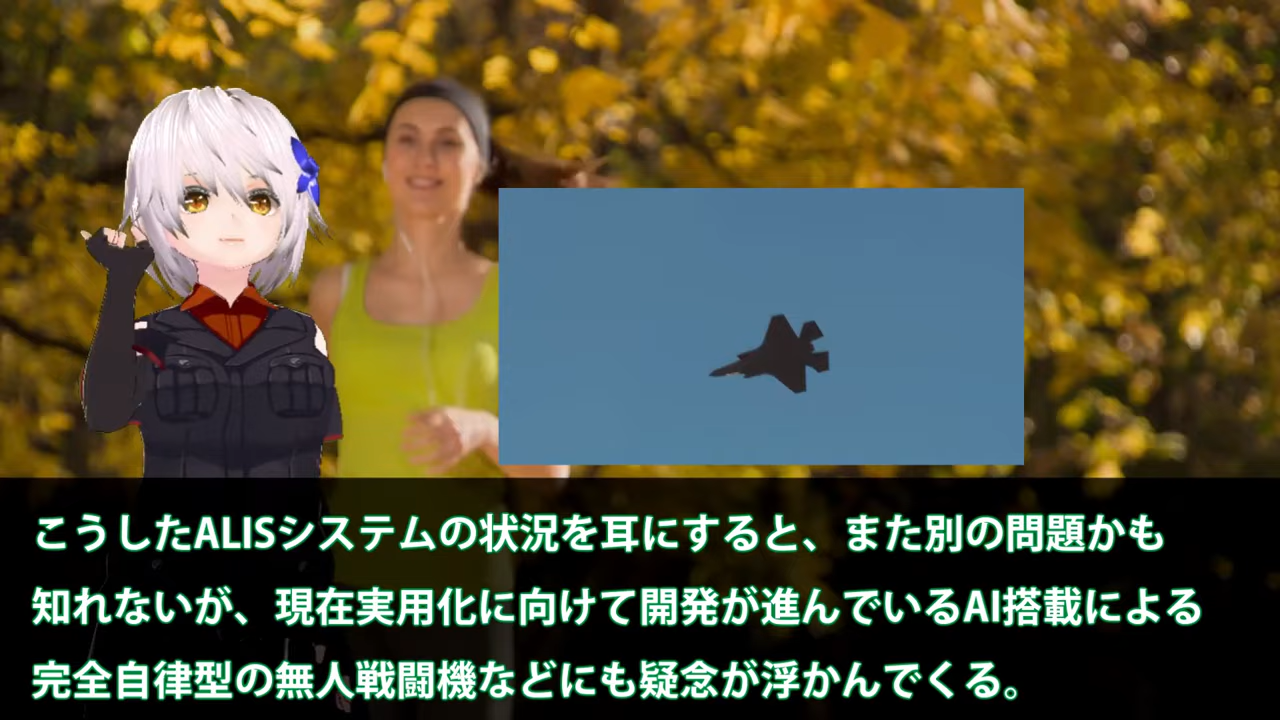 こうしたALISシステムの状況を耳にすると、また別の問題かも
知れないが、現在実用化に向けて開発が進んでいるAI搭載による
完全自律型の無人戦闘機などにも疑念が浮かんでくる。